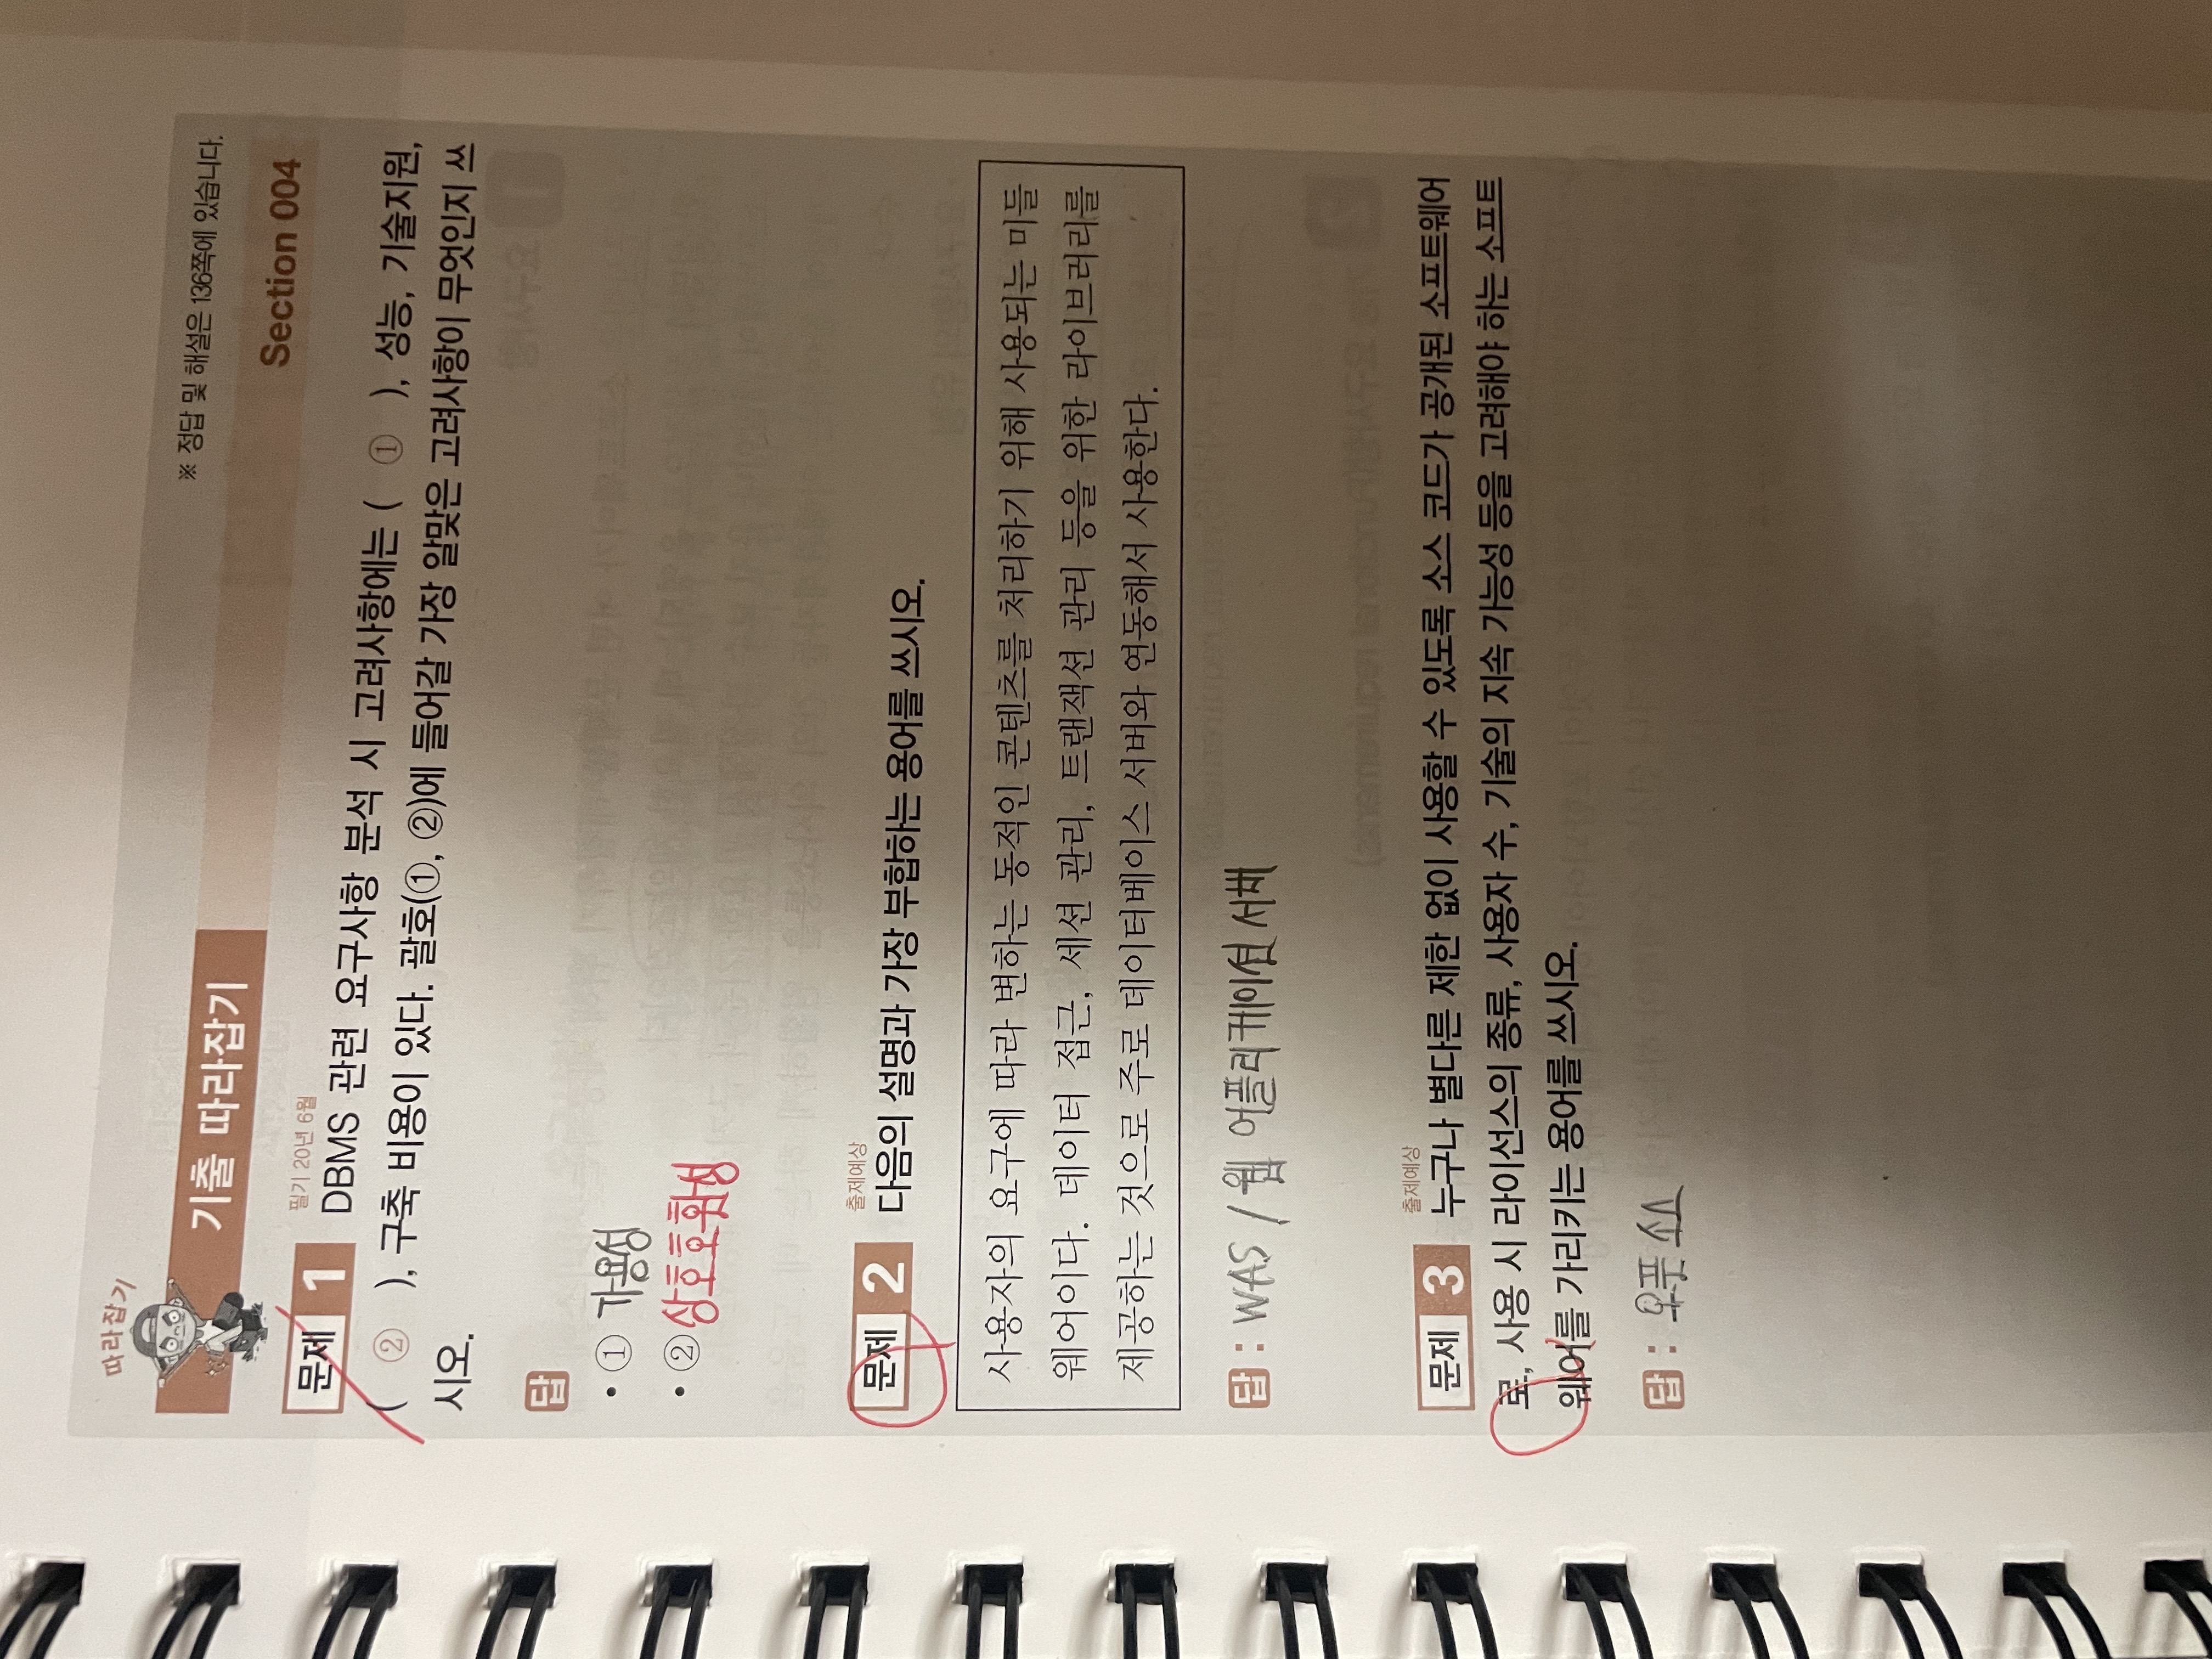 따라잡기
기출 따라잡기
※ 정답 및 해설은 136쪽에 있습니다.
Section 004
필기 20년 6월
문제 1 DBMS 관련 요구사항 분석 시 고려사항에는 ( ① ), 성능, 기술지원,
( ② ), 구축 비용이 있다. 괄호(①, ②)에 들어갈 가장 알맞은 고려사항이 무엇인지 쓰
시오.
답
• ① 가용성
• ② 상호호환성
출제예상
문제 2 다음의 설명과 가장 부합하는 용어를 쓰시오.
사용자의 요구에 따라 변하는 동적인 콘텐츠를 처리하기 위해 사용되는 미들
웨어이다. 데이터 접근, 세션 관리, 트랜잭션 관리 등을 위한 라이브러리를
제공하는 것으로 주로 데이터베이스 서버와 연동해서 사용한다.
답 : WAS / 웹 어플리케이션 서버
출제예상
문제 3 누구나 별다른 제한 없이 사용할 수 있도록 소스 코드가 공개된 소프트웨어
로, 사용 시 라이선스의 종류, 사용자 수, 기술의 지속 가능성 등을 고려해야 하는 소프트
웨어를 가리키는 용어를 쓰시오.
답 : 오픈 소스